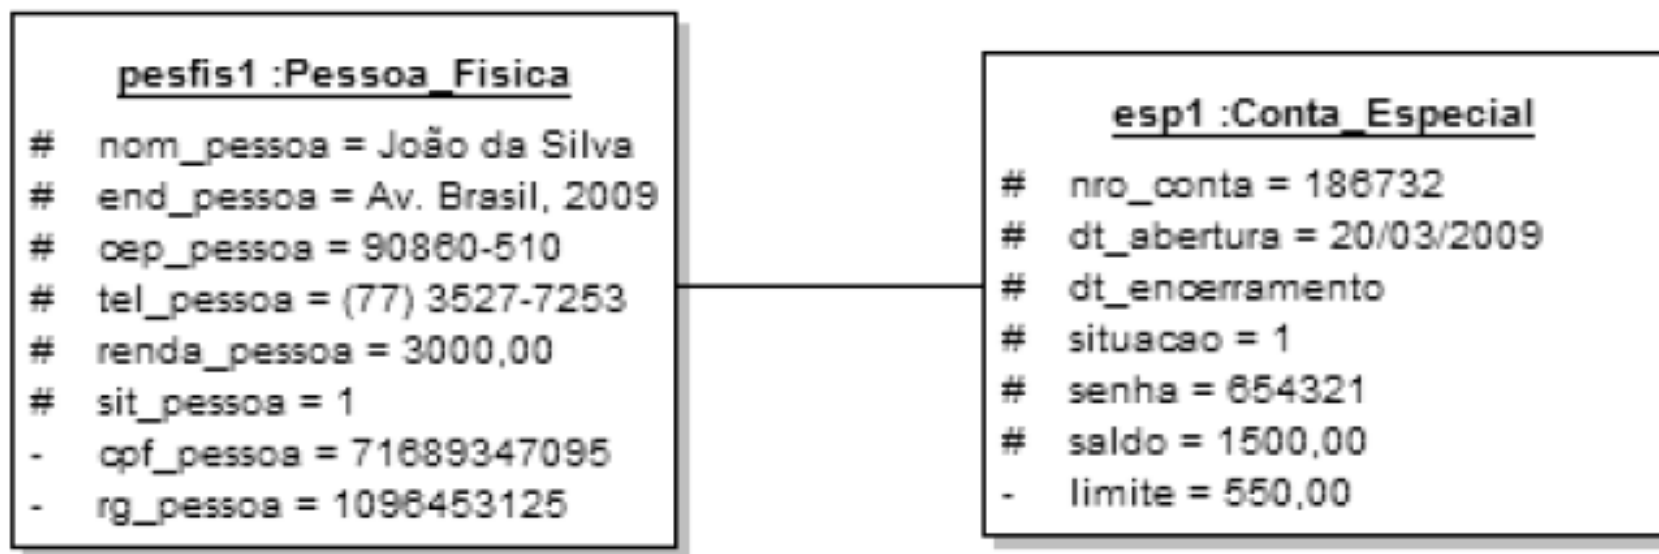 pesfis1 :Pessoa_Fisica
# nom_pessoa = João da Silva
# end_pessoa = Av. Brasil, 2009
# cep_pessoa = 90860-510
# tel_pessoa = (77) 3527-7253
# renda_pessoa = 3000,00
# sit_pessoa = 1
- cpf_pessoa = 71689347095
- rg_pessoa = 1096453125
esp1 :Conta_Especial
# nro_conta = 186732
# dt_abertura = 20/03/2009
# dt_encerramento
# situacao = 1
# senha = 654321
# saldo = 1500,00
- limite = 550,00